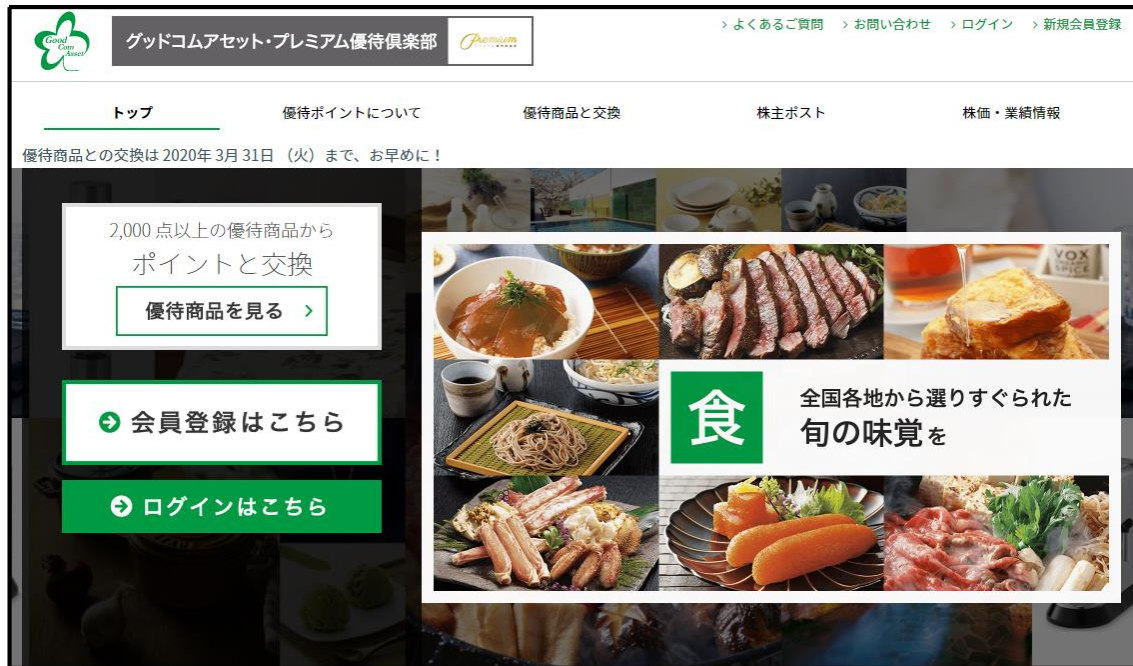 Good
Com
Asset
グッドコムアセット・プレミアム優待倶楽部
Premium
> よくあるご質問 > お問い合わせ > ログイン > 新規会員登録
トップ 優待ポイントについて 優待商品と交換 株主ポスト 株価・業績情報
優待商品との交換は 2020年 3月 31日 （火）まで、お早めに！
2,000 点以上の優待商品から
ポイントと交換
優待商品を見る >
会員登録はこちら
ログインはこちら
VOX
SPICE
食
全国各地から選りすぐられた
旬の味覚を